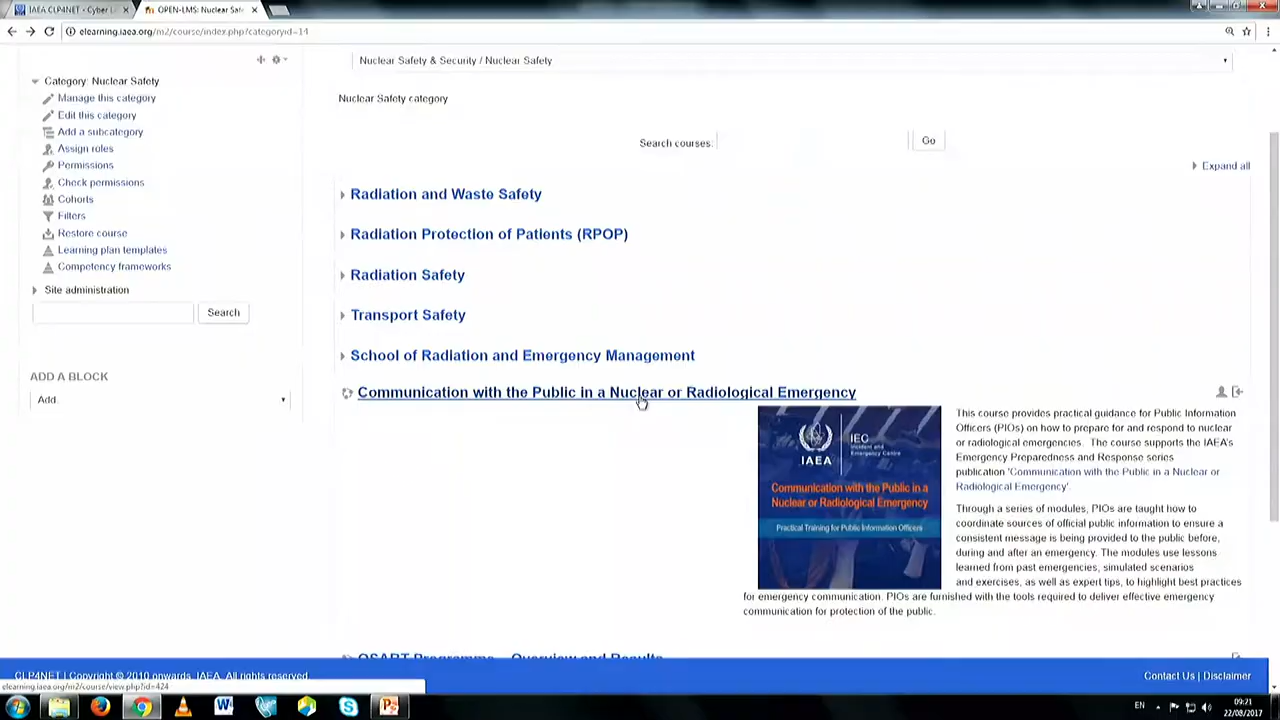 IAEA CLP4NET - Cyber L
OPEN-LMS: Nuclear Saf
elearning.iaea.org/m2/course/index.php?categoryid=14
Nuclear Safety & Security / Nuclear Safety
Category: Nuclear Safety
Manage this category
Edit this category
Add a subcategory
Assign roles
Permissions
Check permissions
Cohorts
Filters
Restore course
Learning plan templates
Competency frameworks
Site administration
Search
ADD A BLOCK
Add.
Nuclear Safety category
Search courses:
Go
Expand all
Radiation and Waste Safety
Radiation Protection of Patients (RPOP)
Radiation Safety
Transport Safety
School of Radiation and Emergency Management
Communication with the Public in a Nuclear or Radiological Emergency
IAEA
IEC
Incident and
Emergency Centre
Communication with the Public in a
Nuclear or Radiological Emergency
Practical Training for Public Information Officers
This course provides practical guidance for Public Information
Officers (PIOs) on how to prepare for and respond to nuclear
or radiological emergencies. The course supports the IAEA's
Emergency Preparedness and Response series
publication 'Communication with the Public in a Nuclear or
Radiological Emergency'.
Through a series of modules, PIOs are taught how to
coordinate sources of official public information to ensure a
consistent message is being provided to the public before,
during and after an emergency. The modules use lessons
learned from past emergencies, simulated scenarios
and exercises, as well as expert tips, to highlight best practices
for emergency communication. PIOs are furnished with the tools required to deliver effective emergency
communication for protection of the public.
OSART Programme - Overview and Results
CLP4NET | Copyright © 2010 onwards, IAEA. All rights reserved.
Contact Us | Disclaimer
elearning.iaea.org/m2/course/view.php?id=424
EN
09:21
22/08/2017